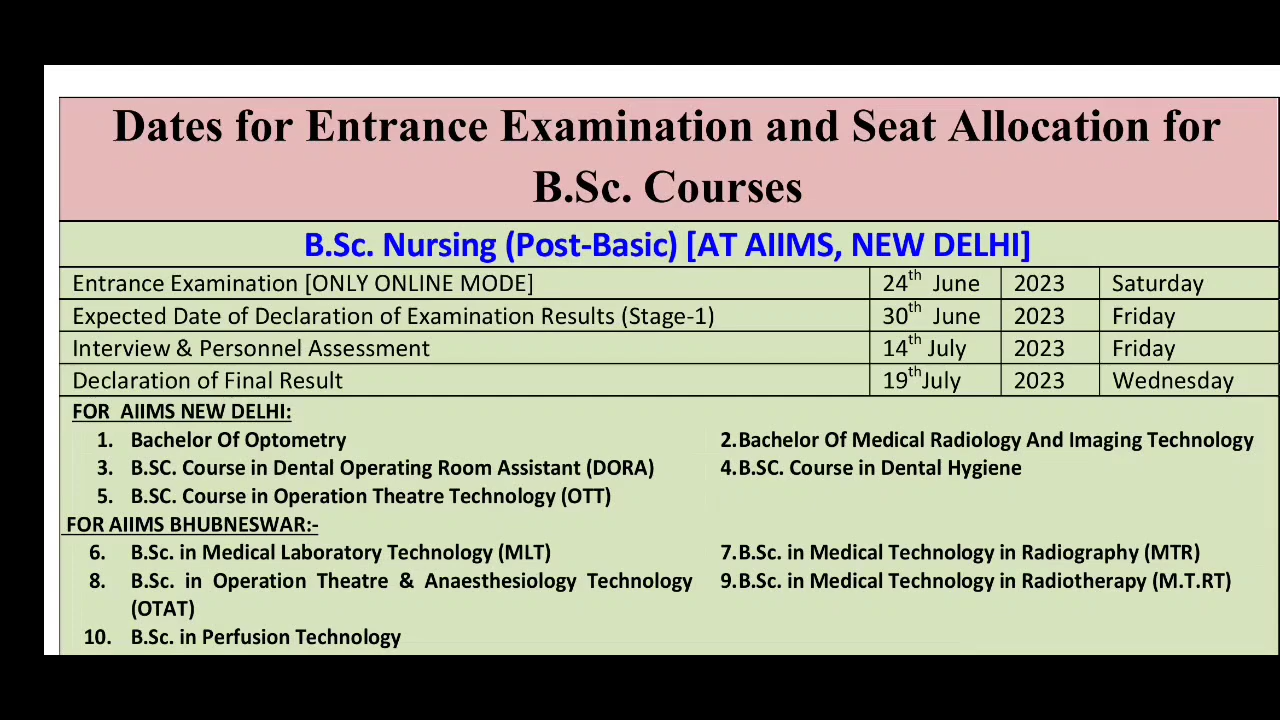 Dates for Entrance Examination and Seat Allocation for
B.Sc. Courses
B.Sc. Nursing (Post-Basic) [AT AIIMS, NEW DELHI]
Entrance Examination [ONLY ONLINE MODE] 24th June 2023 Saturday
Expected Date of Declaration of Examination Results (Stage-1) 30th June 2023 Friday
Interview & Personnel Assessment 14th July 2023 Friday
Declaration of Final Result 19thJuly 2023 Wednesday
FOR AIIMS NEW DELHI:
1. Bachelor Of Optometry 2.Bachelor Of Medical Radiology And Imaging Technology
3. B.SC. Course in Dental Operating Room Assistant (DORA) 4.B.SC. Course in Dental Hygiene
5. B.SC. Course in Operation Theatre Technology (OTT)
FOR AIIMS BHUBNESWAR:-
6. B.Sc. in Medical Laboratory Technology (MLT) 7.B.Sc. in Medical Technology in Radiography (MTR)
8. B.Sc. in Operation Theatre & Anaesthesiology Technology 9.B.Sc. in Medical Technology in Radiotherapy (M.T.RT)
(OTAT)
10. B.Sc. in Perfusion Technology